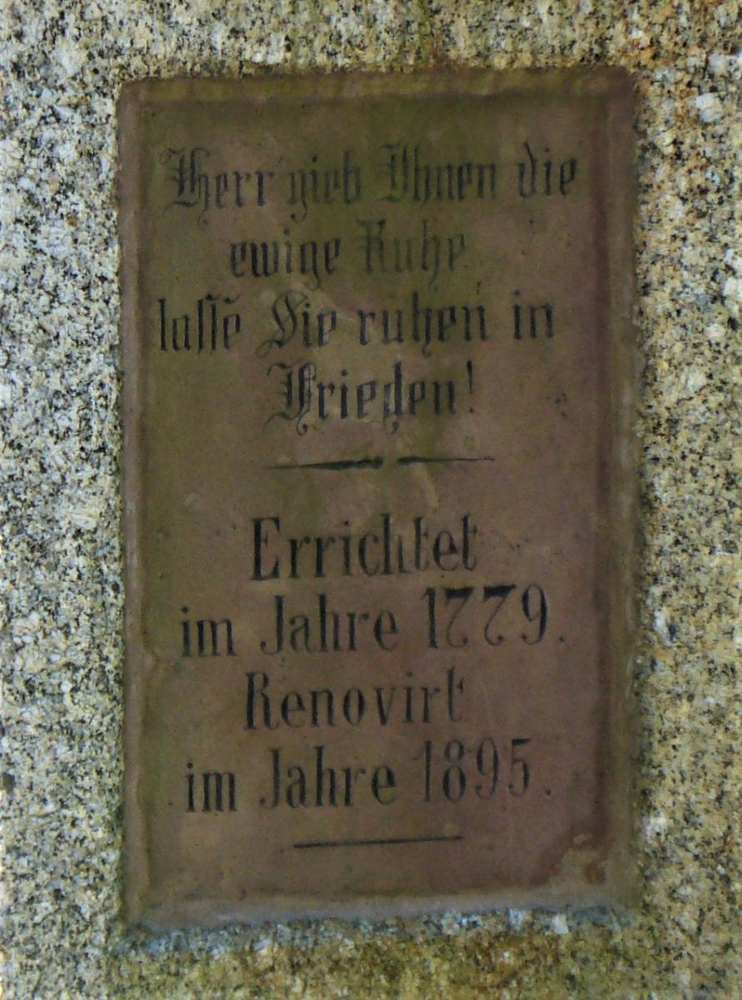 Herr gieb Ihnen die
ewige Ruhe
lasse Sie ruhen in
Frieden!
Errichtet
im Jahre 1779.
Renovirt
im Jahre 1895.